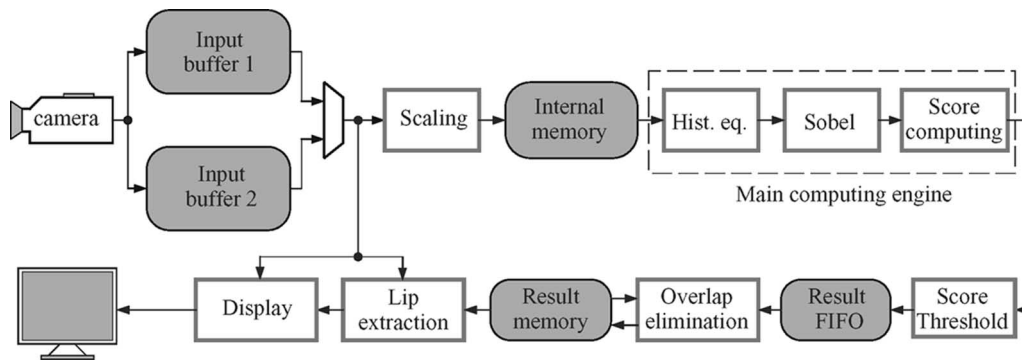 Input
buffer 1
camera
Input
buffer 2
Scaling
Internal
memory
Hist. eq.
Sobel
Score
computing
Main computing engine
Display
Lip
extraction
Result
memory
Overlap
elimination
Result
FIFO
Score
Threshold